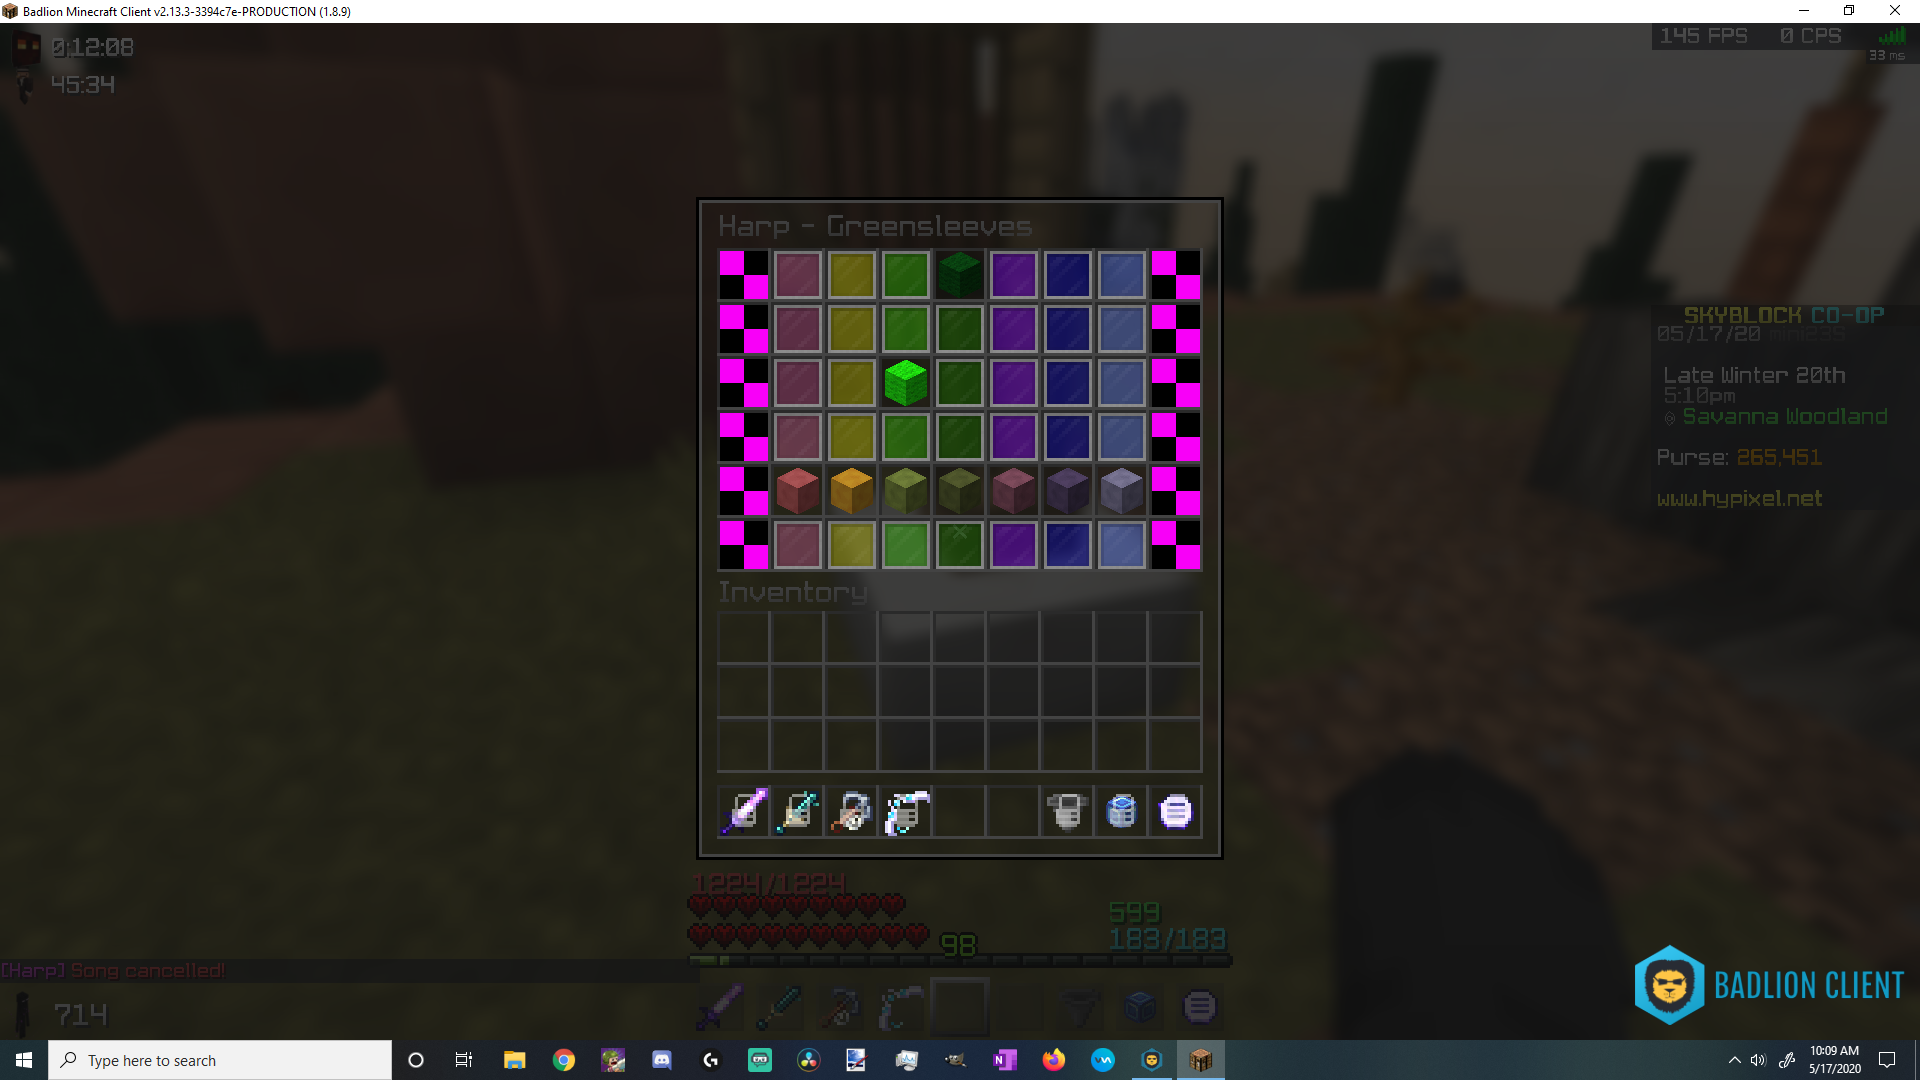 Badlion Minecraft Client v2.13.3-3394c7e-PRODUCTION (1.8.9)
0:12:08
45:34
145 FPS
0 CPS
33 ms
Harp - Greensleeves
SKYBLOCK CO-OP
05/17/20 mini23S
Late Winter 20th
5:10pm
Savanna Woodland
Purse: 265,451
www.hypixel.net
Inventory
1224/1224
599
98
183/183
[Harp] Song cancelled!
714
BADLION CLIENT
Type here to search
10:09 AM
5/17/2020